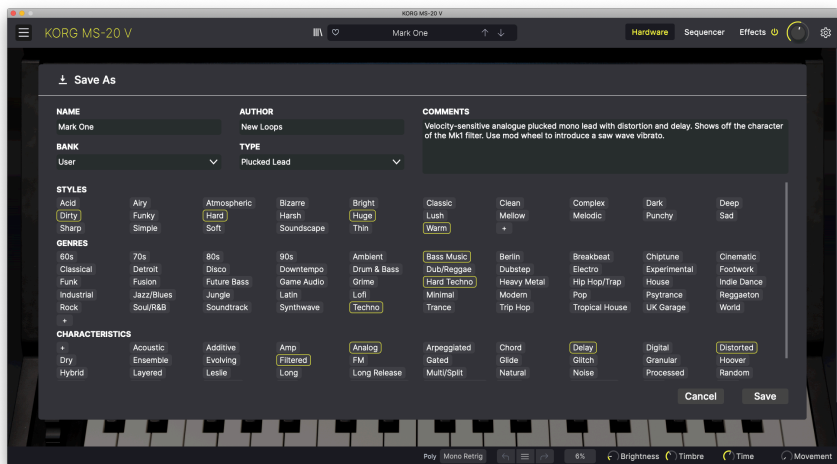 KORG MS-20 V
KORG MS-20 V
Mark One
Hardware Sequencer Effects
Save As
NAME AUTHOR COMMENTS
Mark One New Loops Velocity-sensitive analogue plucked mono lead with distortion and delay. Shows off the character
of the Mk1 filter. Use mod wheel to introduce a saw wave vibrato.
BANK TYPE
User Plucked Lead
STYLES
Acid Airy Atmospheric Bizarre Bright Classic Clean Complex Dark Deep
Dirty Funky Hard Harsh Huge Lush Mellow Melodic Punchy Sad
Sharp Simple Soft Soundscape Thin Warm +
GENRES
60s 70s 80s 90s Ambient Bass Music Berlin Breakbeat Chiptune Cinematic
Classical Detroit Disco Downtempo Drum & Bass Dub/Reggae Dubstep Electro Experimental Footwork
Funk Fusion Future Bass Game Audio Grime Hard Techno Heavy Metal Hip Hop/Trap House Indie Dance
Industrial Jazz/Blues Jungle Latin Lofi Minimal Modern Pop Psytrance Reggaeton
Rock Soul/R&B Soundtrack Synthwave Techno Trance Trip Hop Tropical House UK Garage World
+
CHARACTERISTICS
+ Acoustic Additive Amp Analog Arpeggiated Chord Delay Digital Distorted
Dry Ensemble Evolving Filtered FM Gated Glide Glitch Granular Hoover
Hybrid Layered Leslie Long Long Release Multi/Split Natural Noise Processed Random
Cancel Save
Poly Mono Retrig 6% Brightness Timbre Time Movement